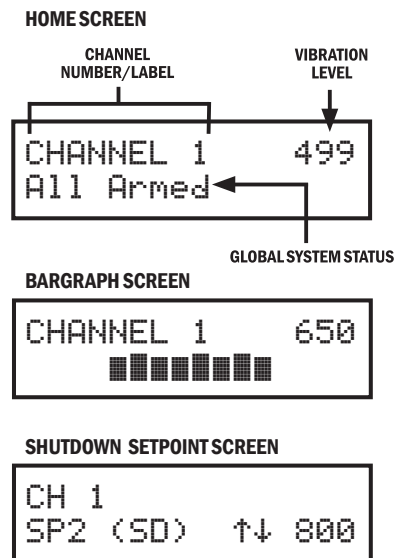 HOME SCREEN
CHANNEL
NUMBER/LABEL
VIBRATION
LEVEL
CHANNEL 1 499
All Armed
GLOBAL SYSTEM STATUS
BARGRAPH SCREEN
CHANNEL 1 650
SHUTDOWN SETPOINT SCREEN
CH 1
SP2 (SD) ↑↓ 800